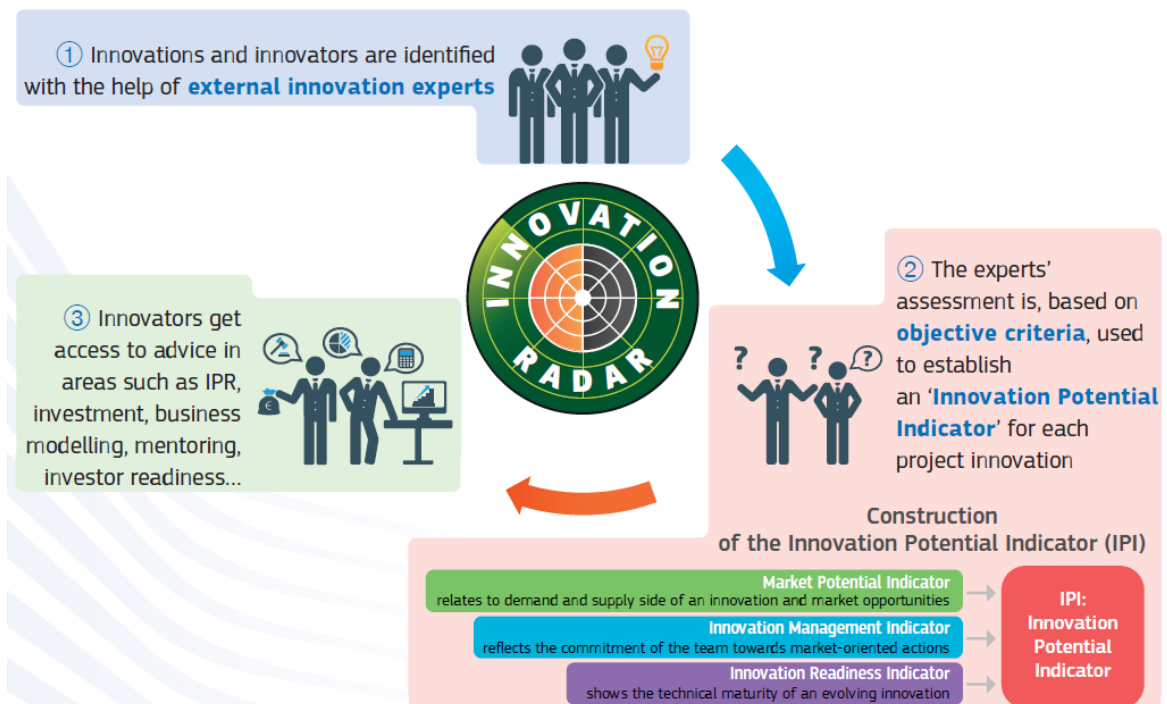 ① Innovations and innovators are identified
with the help of external innovation experts
INNOVATION
RADAR
② The experts’
assessment is, based on
objective criteria, used
to establish
an ‘Innovation Potential
Indicator’ for each
project innovation
? ? ?
③ Innovators get
access to advice in
areas such as IPR,
investment, business
modelling, mentoring,
investor readiness...
€
Construction
of the Innovation Potential Indicator (IPI)
Market Potential Indicator
relates to demand and supply side of an innovation and market opportunities
Innovation Management Indicator
reflects the commitment of the team towards market-oriented actions
Innovation Readiness Indicator
shows the technical maturity of an evolving innovation
IPI:
Innovation
Potential
Indicator